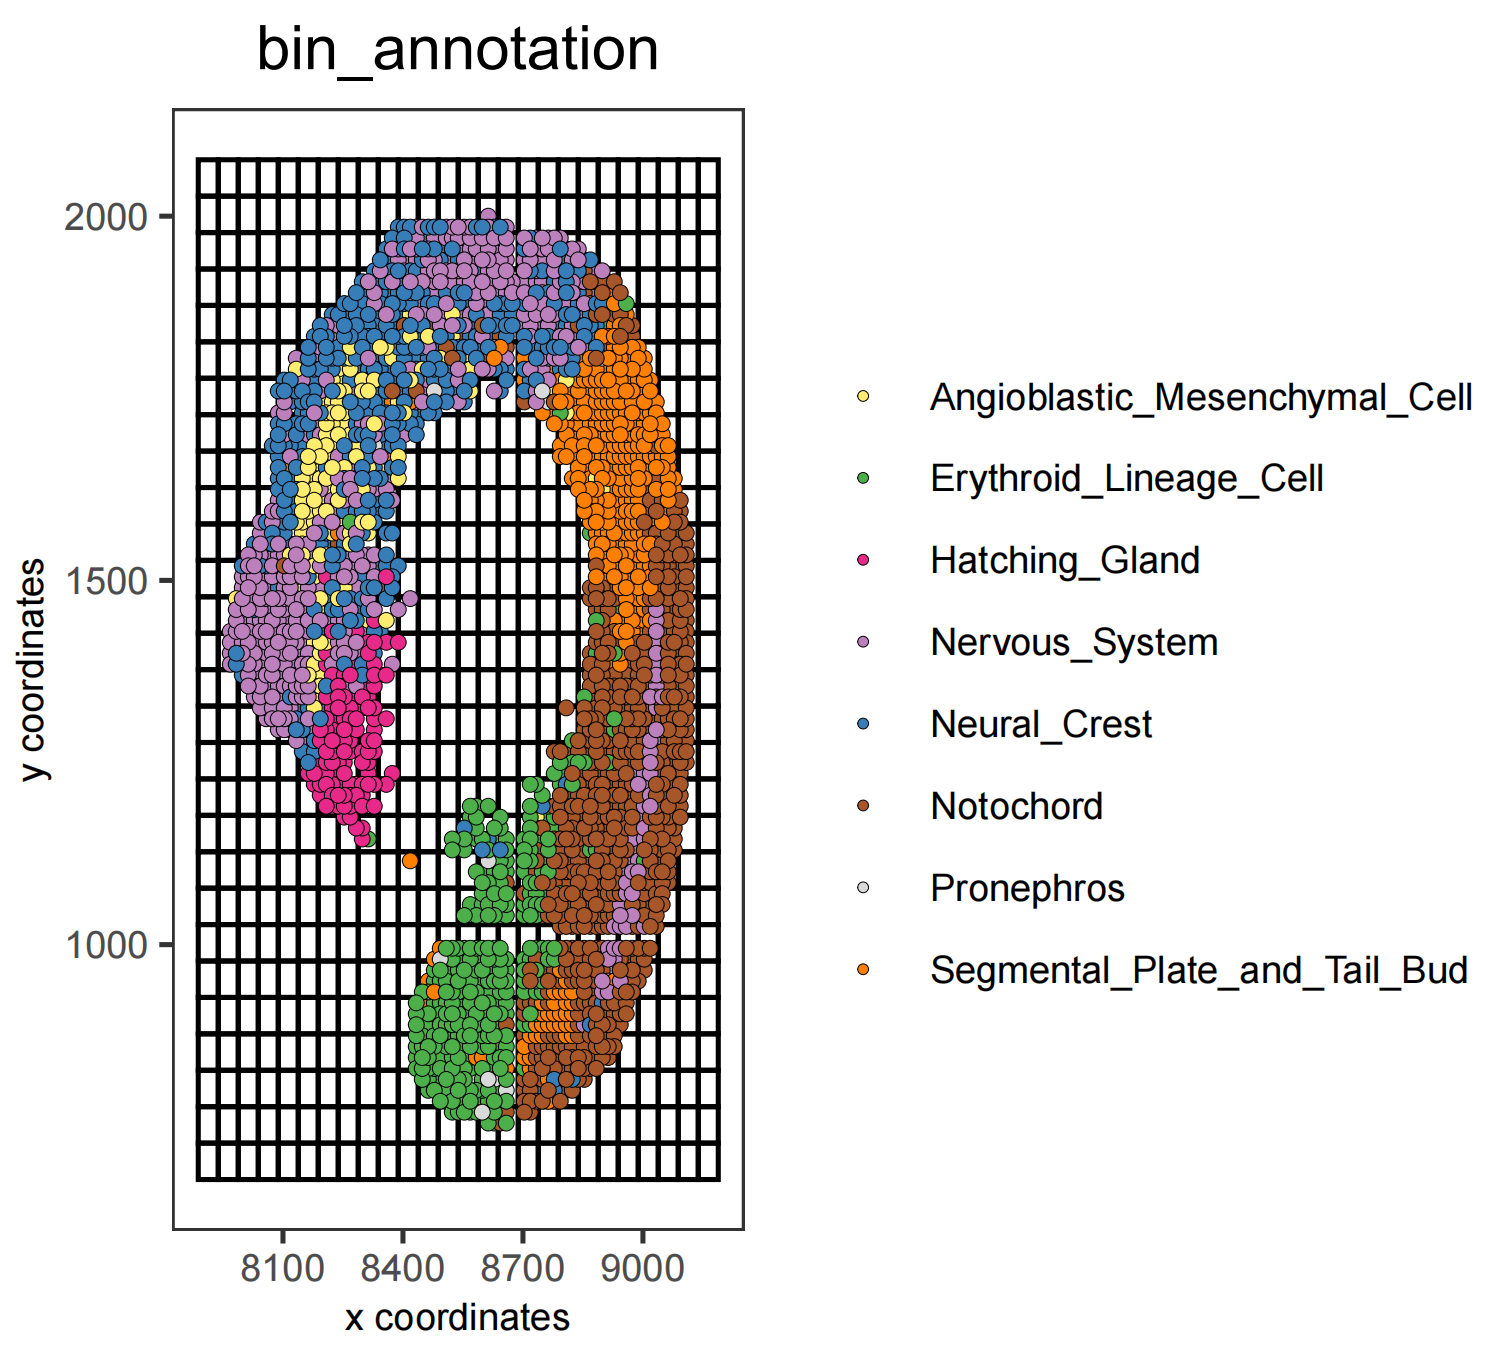 bin_annotation
2000
1500
1000
y coordinates
8100 8400 8700 9000
x coordinates
Angioblastic_Mesenchymal_Cell
Erythroid_Lineage_Cell
Hatching_Gland
Nervous_System
Neural_Crest
Notochord
Pronephros
Segmental_Plate_and_Tail_Bud